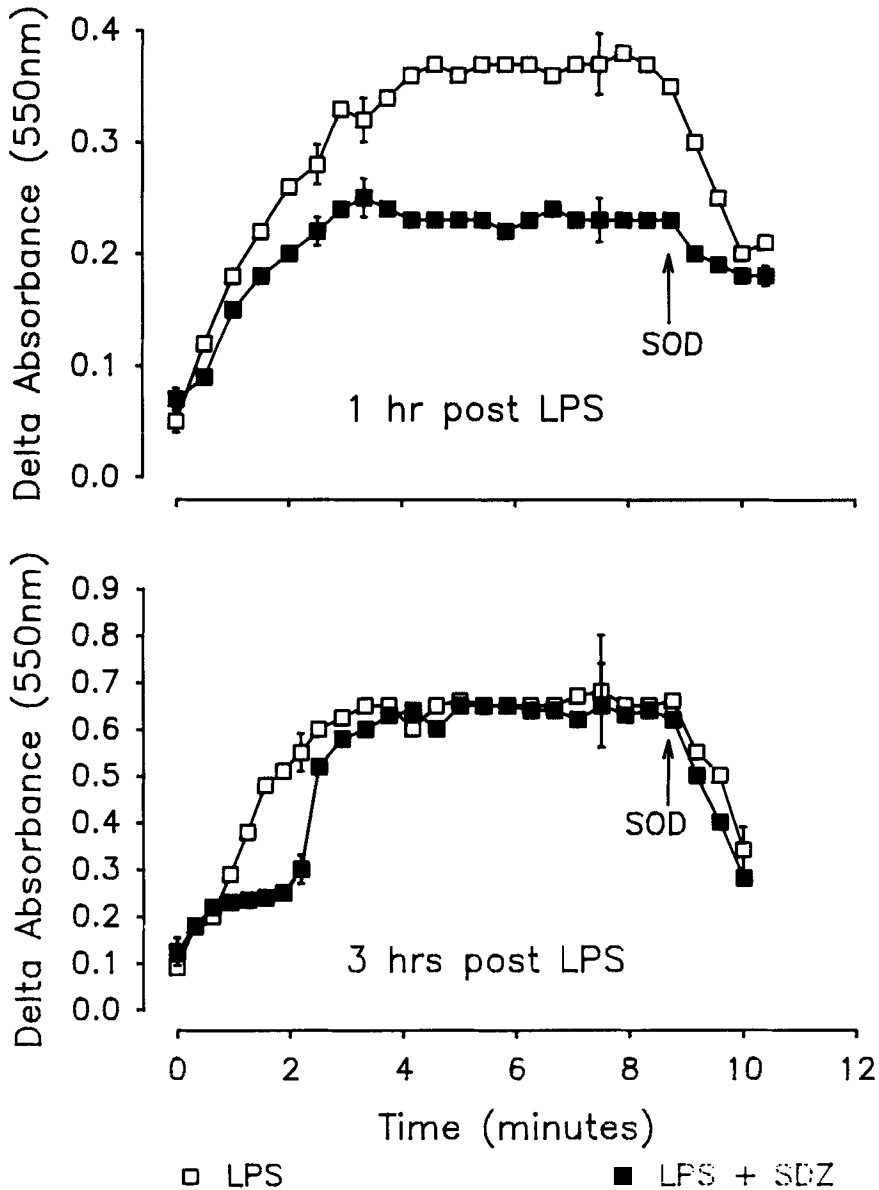 Delta Absorbance (550nm)
0.4
0.3
0.2
0.1
0.0
SOD
1 hr post LPS
Delta Absorbance (550nm)
0.9
0.8
0.7
0.6
0.5
0.4
0.3
0.2
0.1
0.0
SOD
3 hrs post LPS
0 2 4 6 8 10 12
Time (minutes)
LPS LPS + SDZ